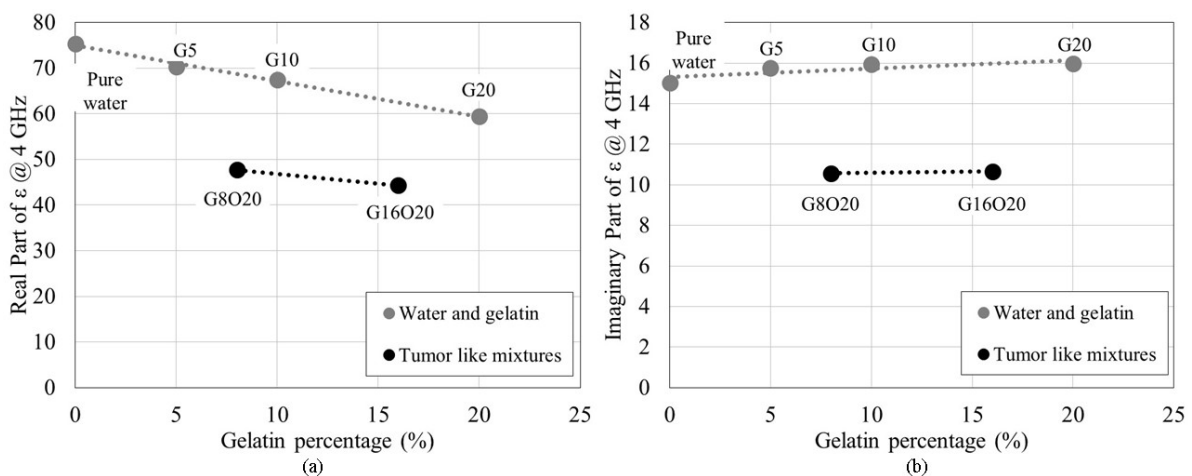 Real Part of ε @ 4 GHz
80
70
60
50
40
30
20
10
0
Pure
water
G5
G10
G20
G8O20
G16O20
Water and gelatin
Tumor like mixtures
0 5 10 15 20 25
Gelatin percentage (%)
(a)
Imaginary Part of ε @ 4 GHz
18
16
14
12
10
8
6
4
2
0
Pure
water
G5
G10
G20
G8O20
G16O20
Water and gelatin
Tumor like mixtures
0 5 10 15 20 25
Gelatin percentage (%)
(b)